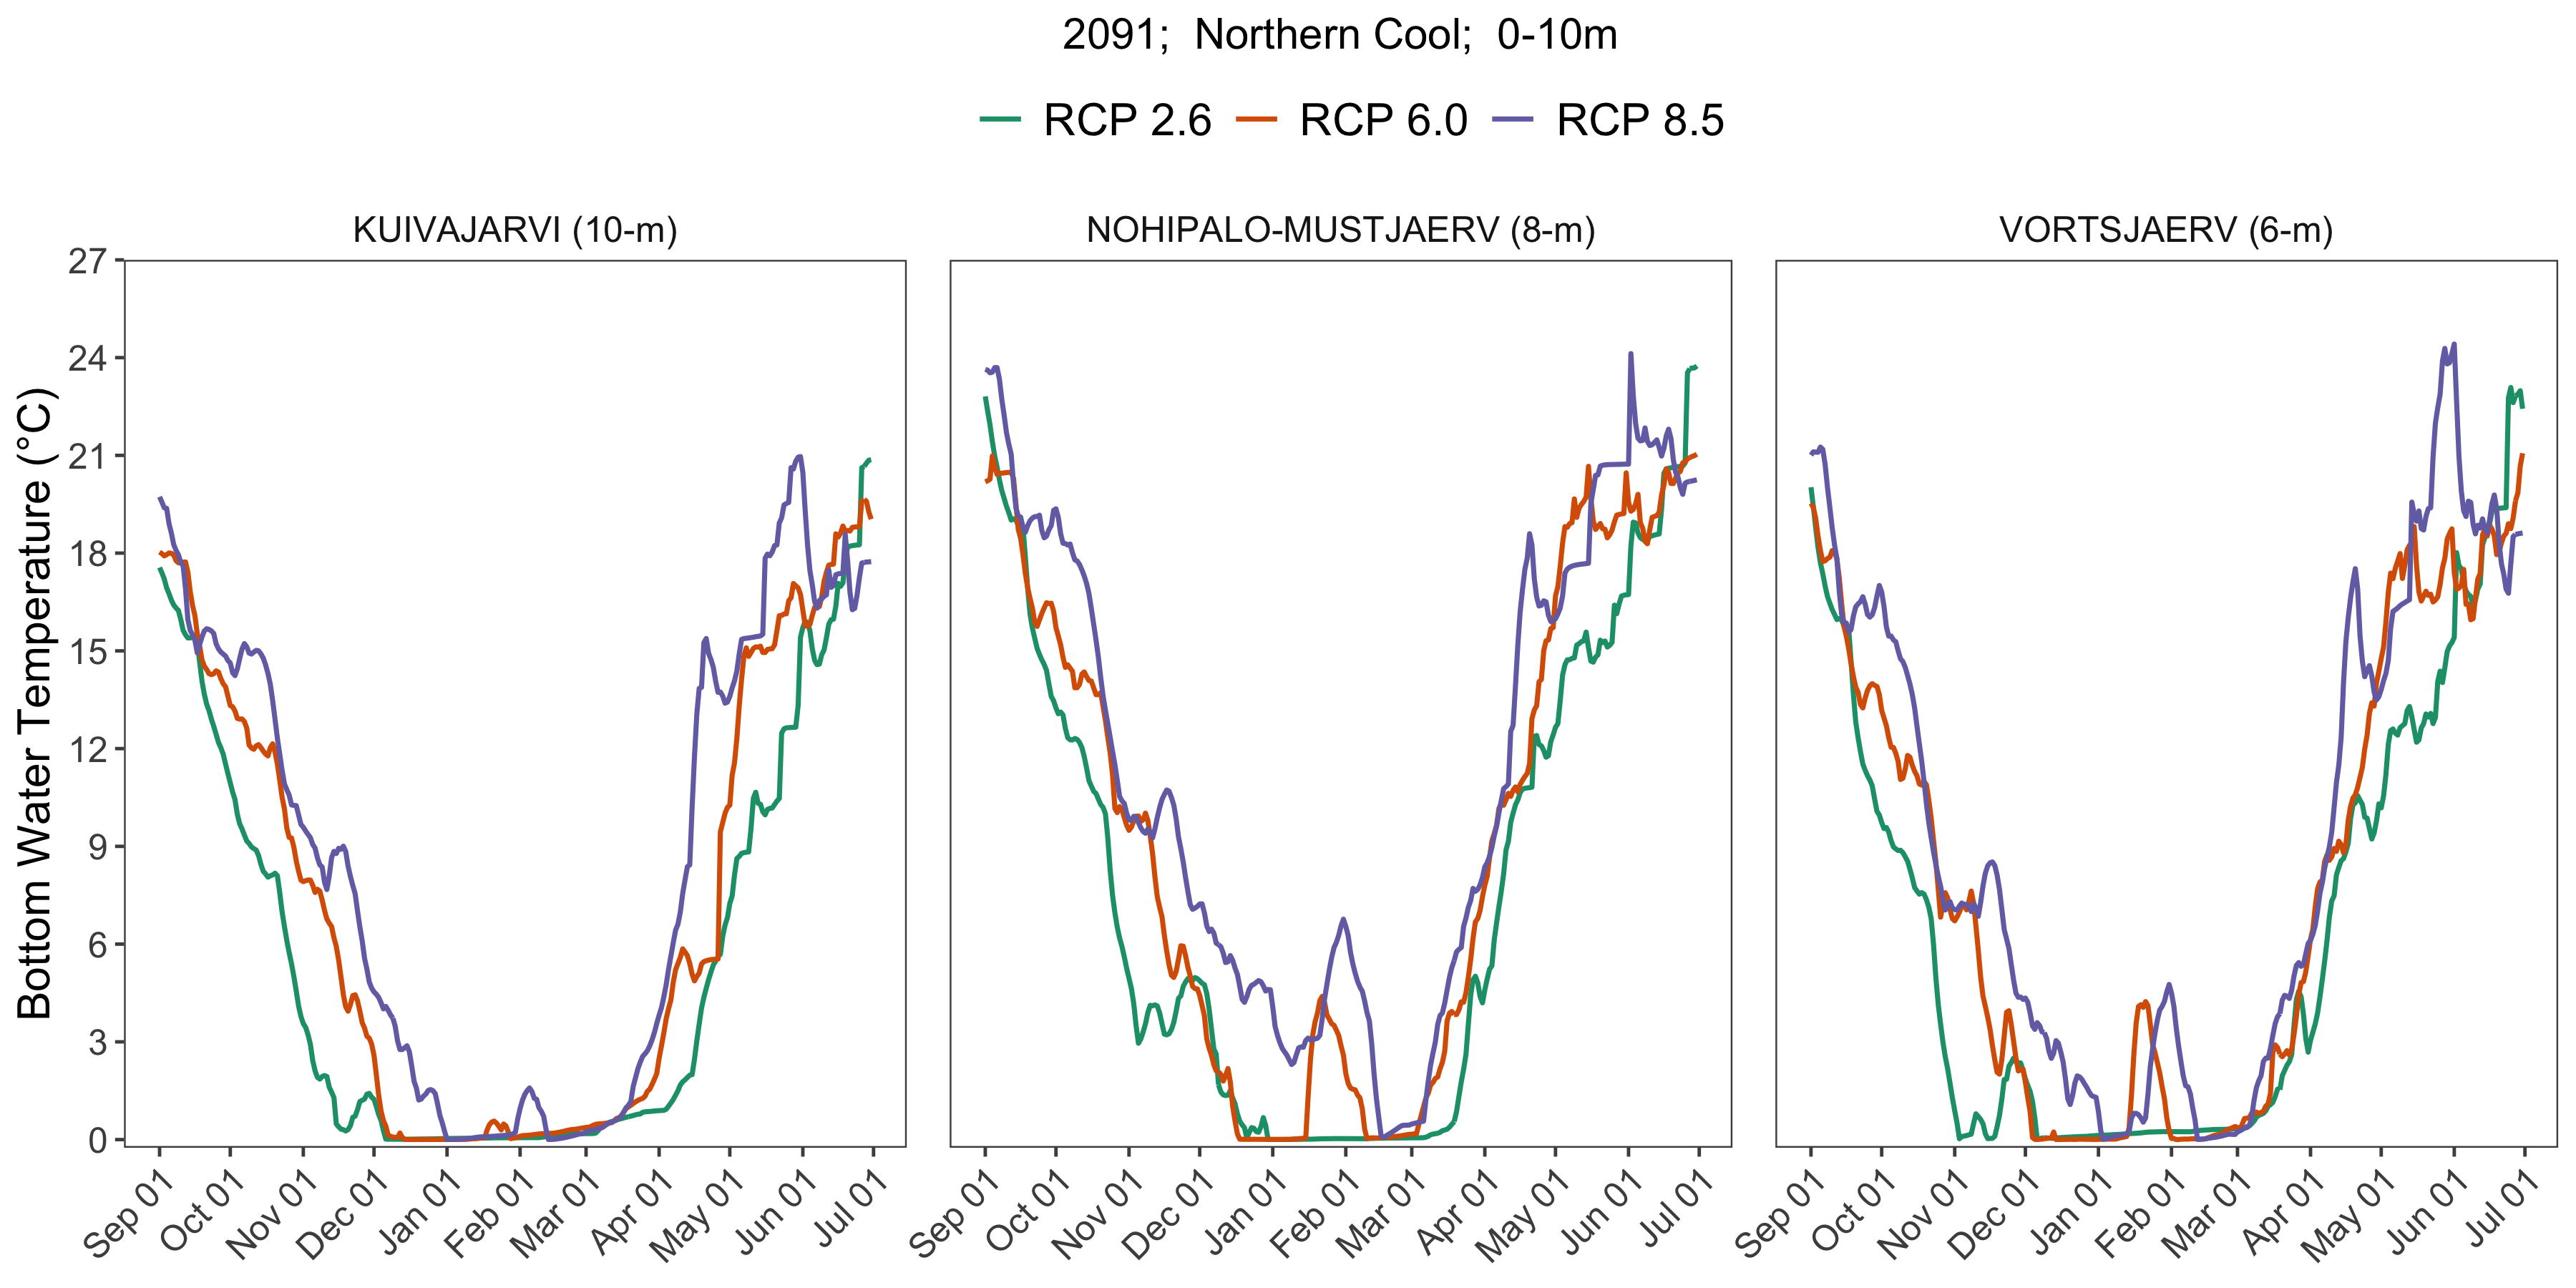 2091;  Northern Cool;  0-10m
RCP 2.6 RCP 6.0 RCP 8.5
KUIVAJARVI (10-m) NOHIPALO-MUSTJAERV (8-m) VORTSJAERV (6-m)
Bottom Water Temperature (°C)
27
24
21
18
15
12
9
6
3
0
Sep 01 Oct 01 Nov 01 Dec 01 Jan 01 Feb 01 Mar 01 Apr 01 May 01 Jun 01 Jul 01 Sep 01 Oct 01 Nov 01 Dec 01 Jan 01 Feb 01 Mar 01 Apr 01 May 01 Jun 01 Jul 01 Sep 01 Oct 01 Nov 01 Dec 01 Jan 01 Feb 01 Mar 01 Apr 01 May 01 Jun 01 Jul 01